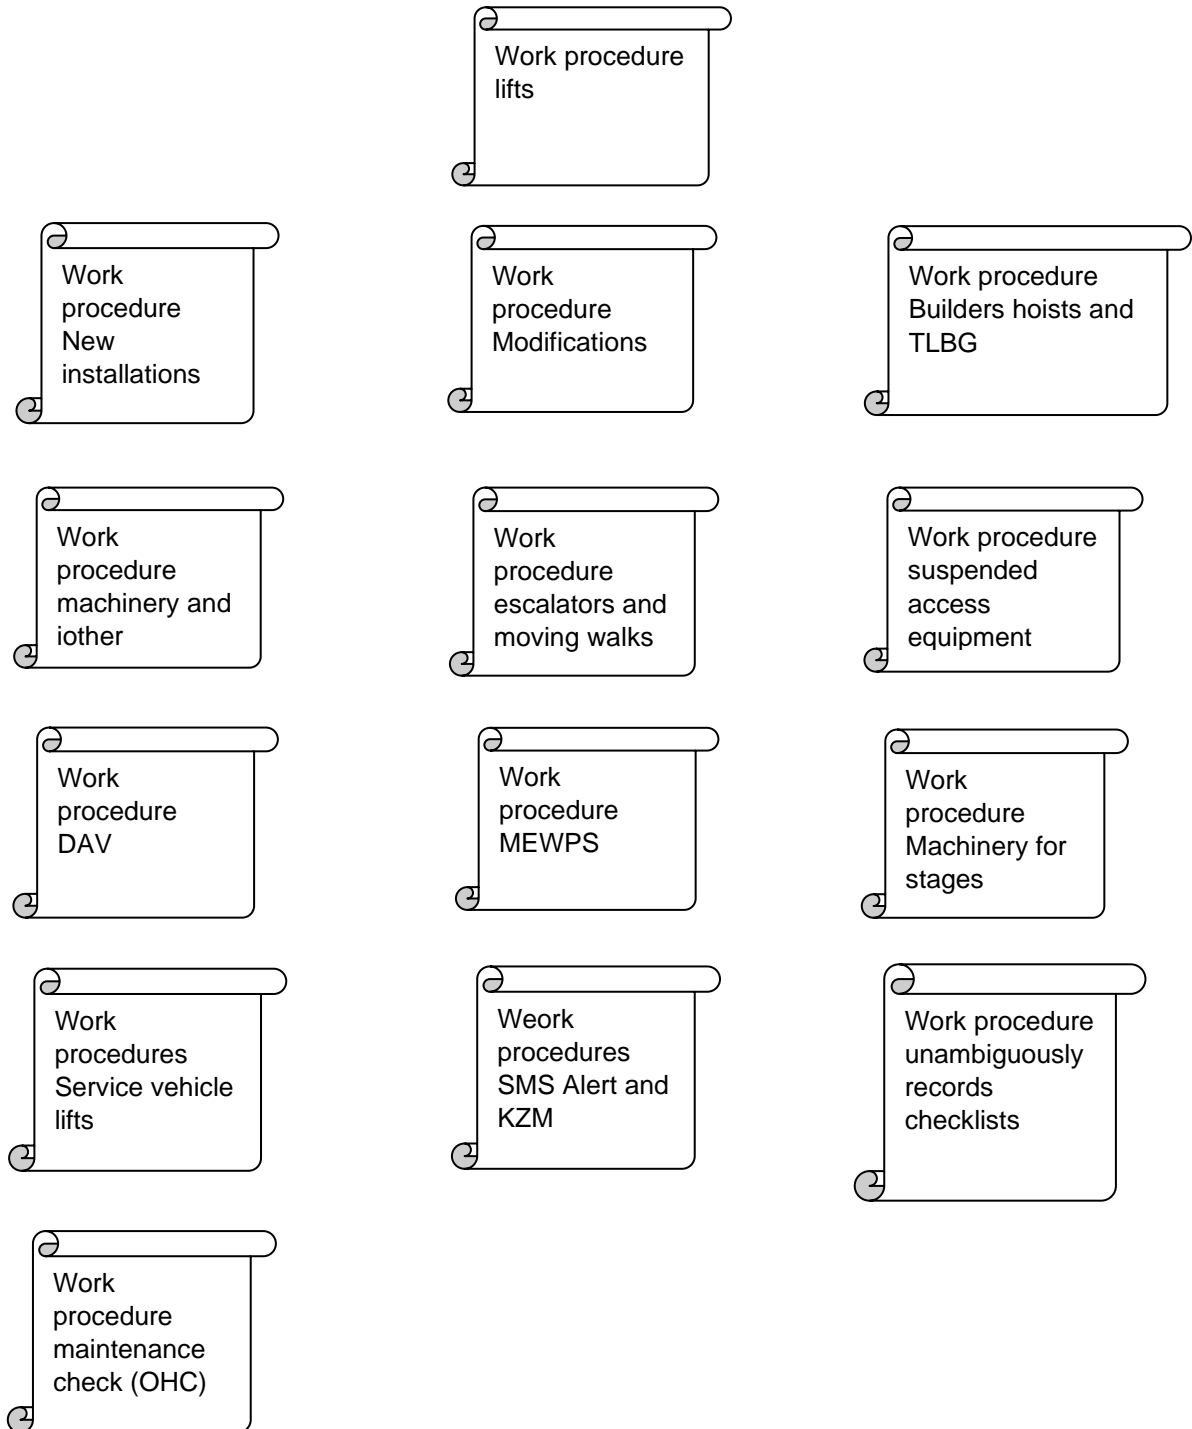 Work procedure
lifts
Work
procedure
New
installations
Work
procedure
Modifications
Work procedure
Builders hoists and
TLBG
Work
procedure
machinery and
iother
Work
procedure
escalators and
moving walks
Work procedure
suspended
access
equipment
Work
procedure
DAV
Work
procedure
MEWPS
Work
procedure
Machinery for
stages
Work
procedures
Service vehicle
lifts
Weork
procedures
SMS Alert and
KZM
Work procedure
unambiguously
records
checklists
Work
procedure
maintenance
check (OHC)